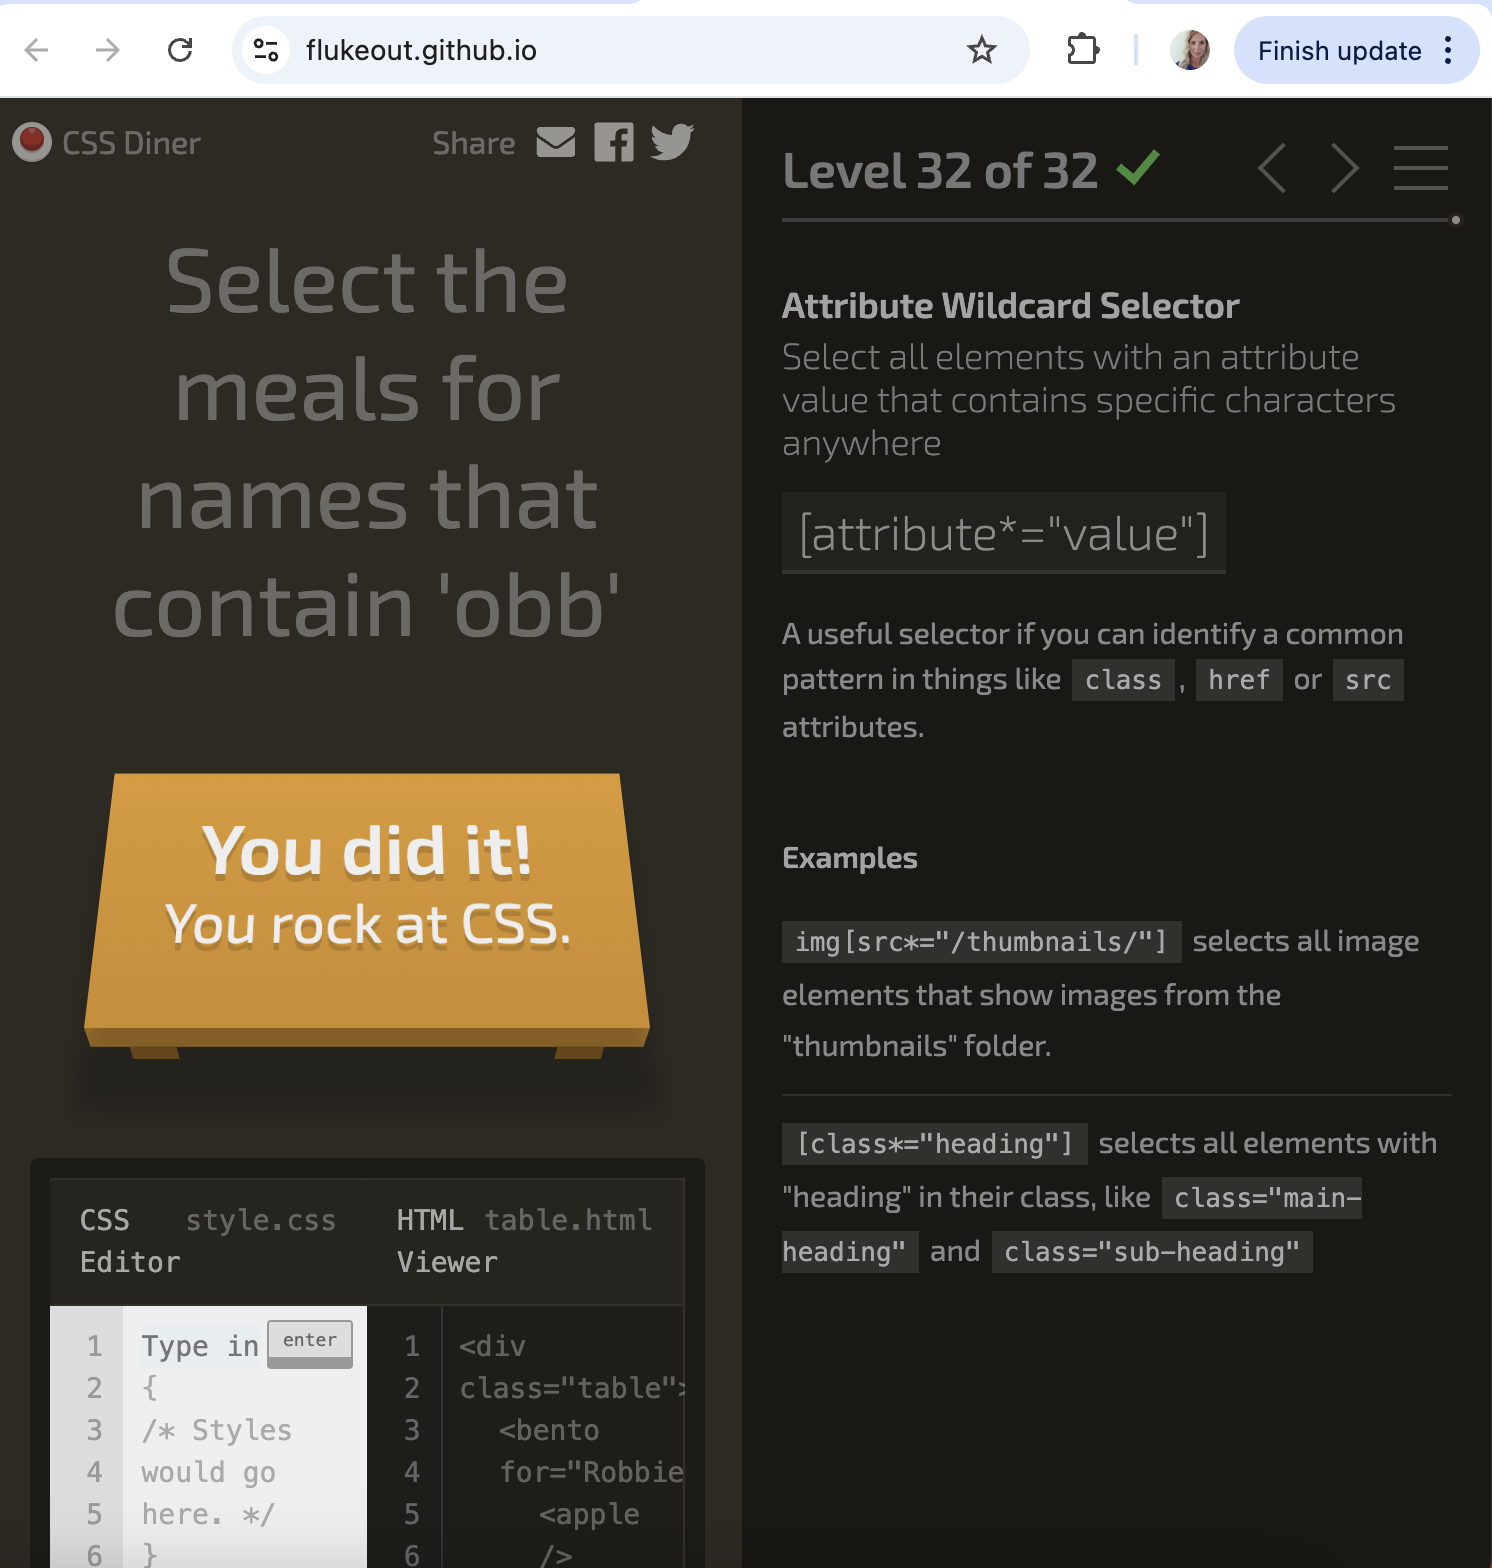 flukeout.github.io
Finish update
CSS Diner
Share
Select the
meals for
names that
contain 'obb'
You did it!
You rock at CSS.
CSS
Editor
style.css
HTML
Viewer
table.html
1
2
3
4
5
6
Type in
enter
{
/* Styles
would go
here. */
}
1
2
3
4
5
6
<div
class="table">
<bento
for="Robbie
<apple
/>
Level 32 of 32
Attribute Wildcard Selector
Select all elements with an attribute
value that contains specific characters
anywhere
[attribute*="value"]
A useful selector if you can identify a common
pattern in things like class , href or src
attributes.
Examples
img[src*="/thumbnails/"] selects all image
elements that show images from the
"thumbnails" folder.
[class*="heading"] selects all elements with
"heading" in their class, like class="main-
heading" and class="sub-heading"